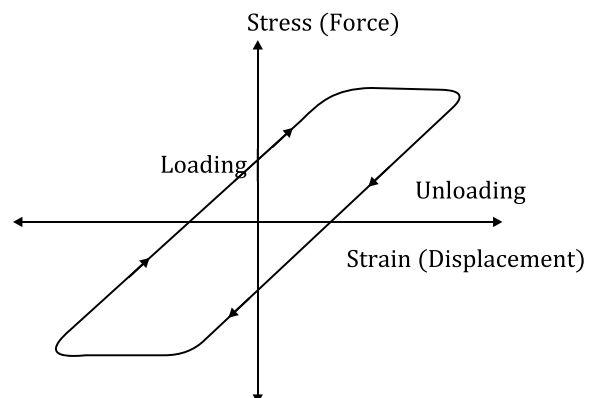 Stress (Force)
Loading
Unloading
Strain (Displacement)